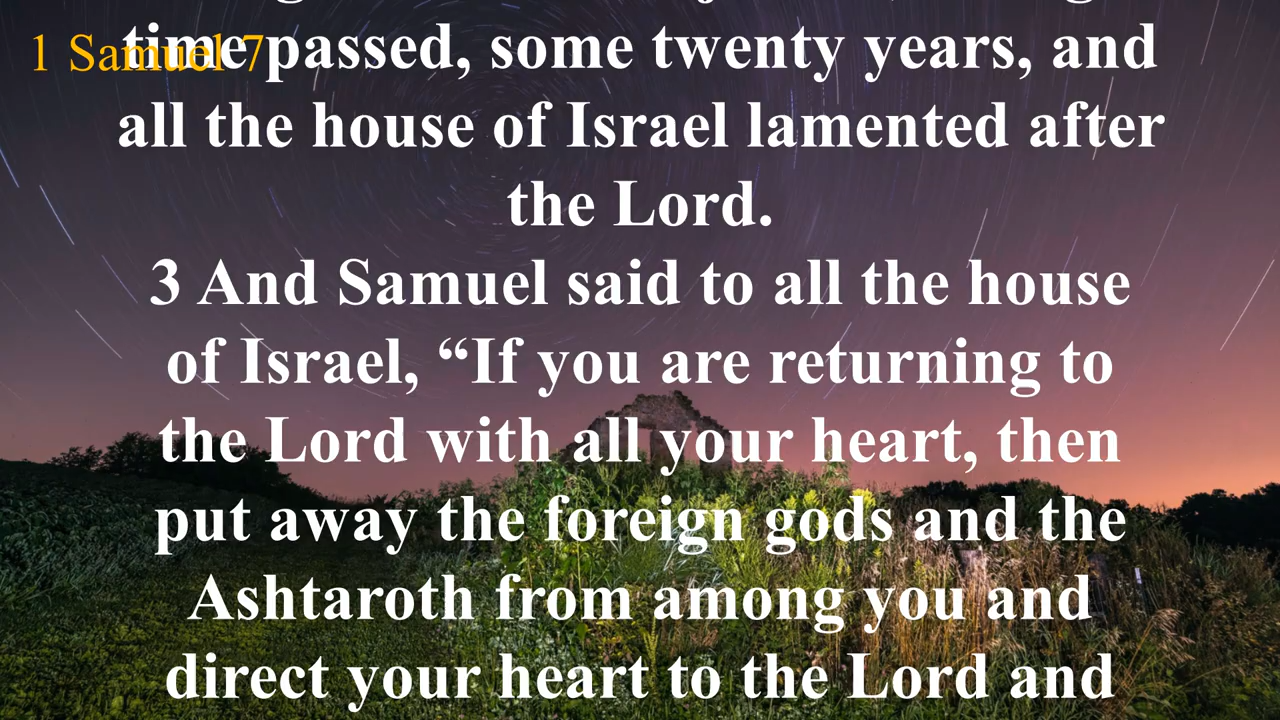 1 Samuel 7
time passed, some twenty years, and
all the house of Israel lamented after
the Lord.
3 And Samuel said to all the house
of Israel, “If you are returning to
the Lord with all your heart, then
put away the foreign gods and the
Ashtaroth from among you and
direct your heart to the Lord and